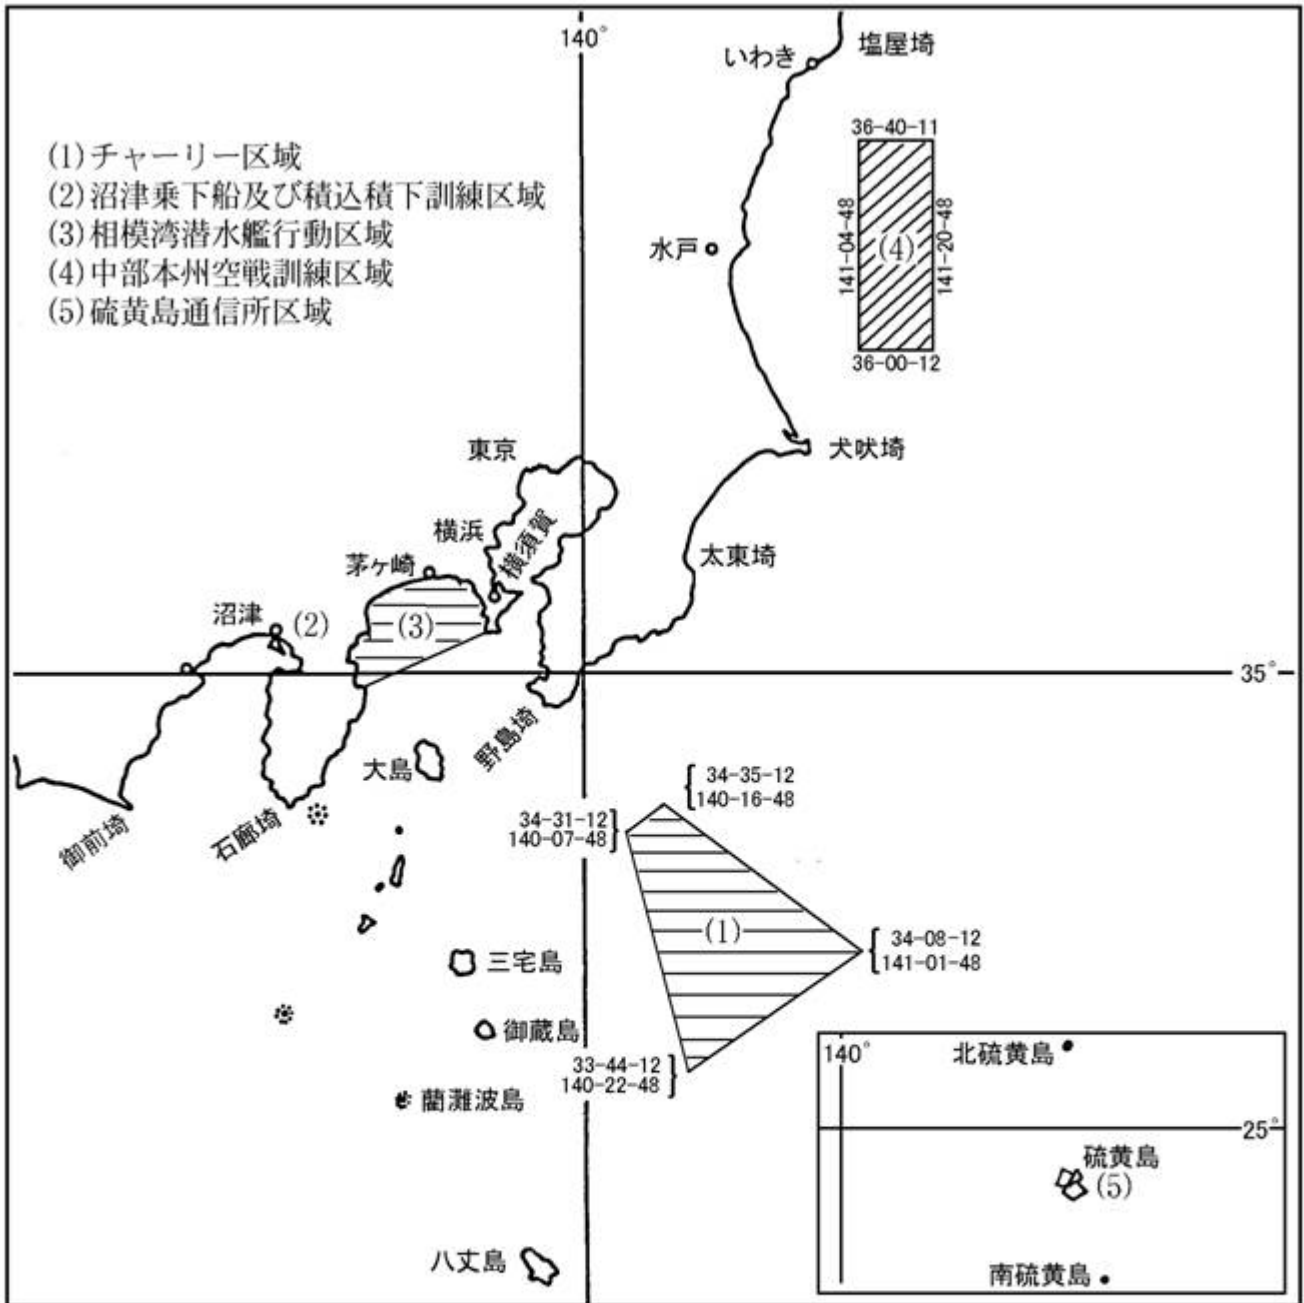 140°
塩屋埼
いわき
36-40-11
(1)チャーリー区域
(2)沼津乗下船及び積込積下訓練区域
(3)相模湾潜水艦行動区域
(4)中部本州空戦訓練区域
(5)硫黄島通信所区域
水戸
141-04-48
(4)
141-20-48
36-00-12
東京
犬吠埼
横浜
横須賀
茅ヶ崎
太東埼
沼津
(2)
(3)
35°
野島埼
大島
34-35-12
140-16-48
34-31-12
140-07-48
御前埼
石廊埼
(1)
34-08-12
141-01-48
三宅島
御蔵島
33-44-12
140-22-48
藺灘波島
140°
北硫黄島
25°
硫黄島
(5)
八丈島
南硫黄島